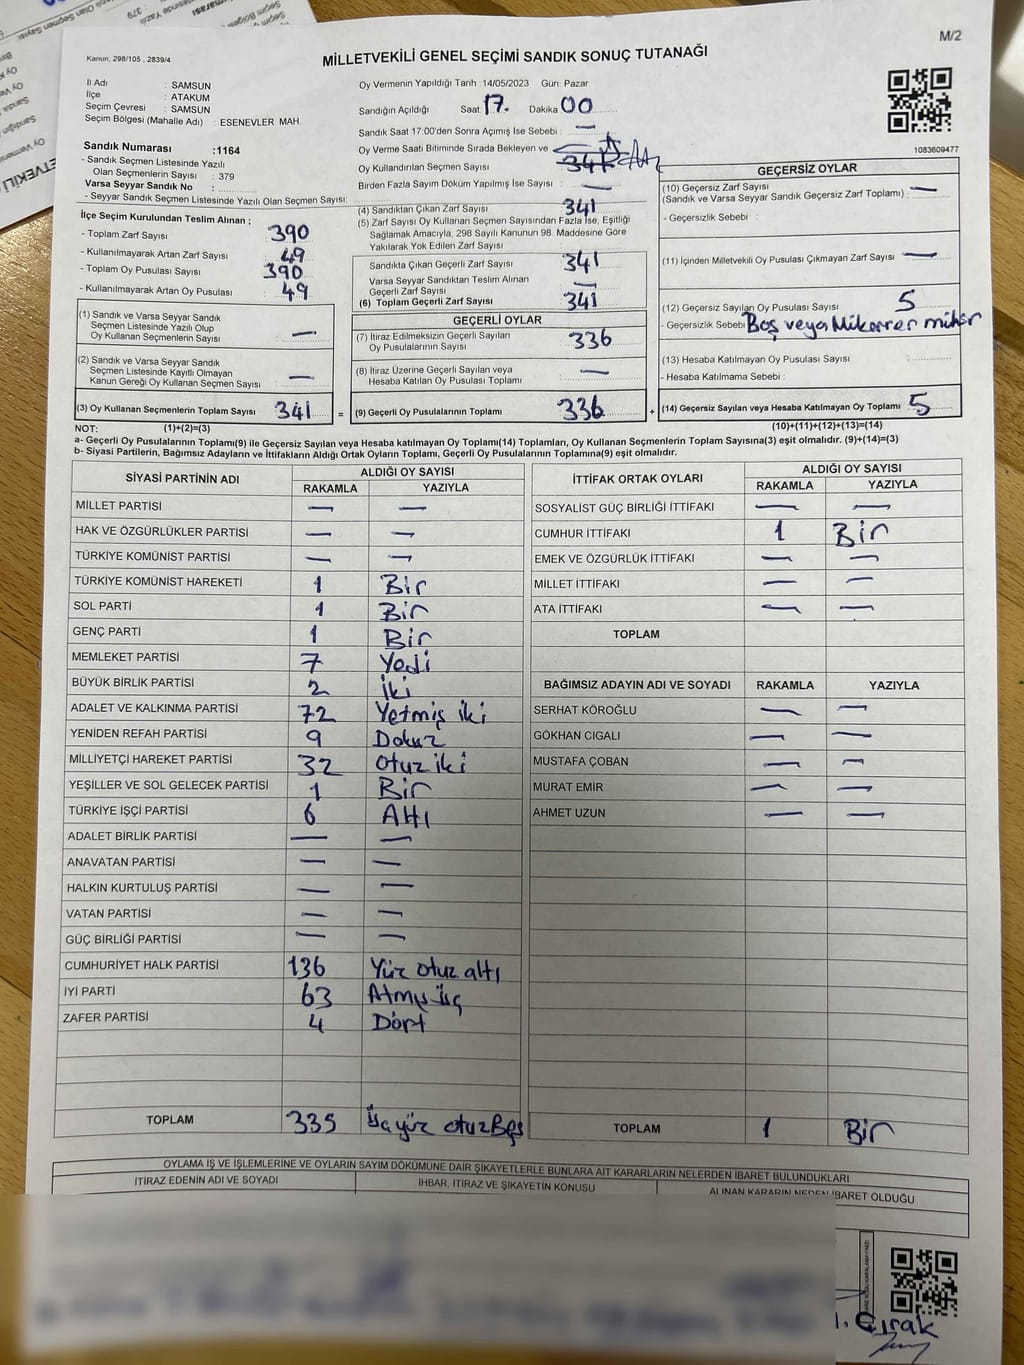 M/2
Kanun, 298/105 , 2839/4
MİLLETVEKİLİ GENEL SEÇİMİ SANDIK SONUÇ TUTANAĞI
İl Adı : SAMSUN
İlçe : ATAKUM
Seçim Çevresi : SAMSUN
Seçim Bölgesi (Mahalle Adı) : ESENEVLER MAH.
Sandık Numarası :1164
- Sandık Seçmen Listesinde Yazılı
Olan Seçmenlerin Sayısı : 379
Varsa Seyyar Sandık No :
- Seyyar Sandık Seçmen Listesinde Yazılı Olan Seçmen Sayısı:
Oy Vermenin Yapıldığı Tarih :14/05/2023 Gün: Pazar
Sandığın Açıldığı Saat 17. Dakika 00
Sandık Saat 17:00'den Sonra Açımış İse Sebebi : —
Oy Verme Saati Bitiminde Sırada Bekleyen ve
Oy Kullandırılan Seçmen Sayısı 341
Birden Fazla Sayım Döküm Yapılmış İse Sayısı : —
1083609477
İlçe Seçim Kurulundan Teslim Alınan ;
- Toplam Zarf Sayısı 390
- Kullanılmayarak Artan Zarf Sayısı : 49
- Toplam Oy Pusulası Sayısı 390
- Kullanılmayarak Artan Oy Pusulası : 49
(1) Sandık ve Varsa Seyyar Sandık
Seçmen Listesinde Yazılı Olup
Oy Kullanan Seçmenlerin Sayısı : —
(2) Sandık ve Varsa Seyyar Sandık
Seçmen Listesinde Kayıtlı Olmayan
Kanun Gereği Oy Kullanan Seçmen Sayısı : —
(3) Oy Kullanan Seçmenlerin Toplam Sayısı 341 =
(4) Sandıktan Çıkan Zarf Sayısı 341
(5) Zarf Sayısı Oy Kullanan Seçmen Sayısından Fazla İse, Eşitliği
Sağlamak Amacıyla, 298 Sayılı Kanunun 98. Maddesine Göre
Yakılarak Yok Edilen Zarf Sayısı :
Sandıkta Çıkan Geçerli Zarf Sayısı 341
Varsa Seyyar Sandıktan Teslim Alınan
Geçerli Zarf Sayısı —
(6) Toplam Geçerli Zarf Sayısı 341
GEÇERLİ OYLAR
(7) İtiraz Edilmeksizin Geçerli Sayılan
Oy Pusulalarının Sayısı 336
(8) İtiraz Üzerine Geçerli Sayılan veya
Hesaba Katılan Oy Pusulası Toplamı —
(9) Geçerli Oy Pusulalarının Toplamı 336 +
GEÇERSİZ OYLAR
(10) Geçersiz Zarf Sayısı
(Sandık ve Varsa Seyyar Sandık Geçersiz Zarf Toplamı) : —
- Geçersizlik Sebebi :
(11) İçinden Milletvekili Oy Pusulası Çıkmayan Zarf Sayısı —
(12) Geçersiz Sayılan Oy Pusulası Sayısı 5
- Geçersizlik Sebebi Boş veya Mükerrer mühür
(13) Hesaba Katılmayan Oy Pusulası Sayısı
- Hesaba Katılmama Sebebi :
(14) Geçersiz Sayılan veya Hesaba Katılmayan Oy Toplamı 5
NOT: (1)+(2)=(3) (10)+(11)+(12)+(13)=(14)
a- Geçerli Oy Pusulalarının Toplamı(9) ile Geçersiz Sayılan veya Hesaba katılmayan Oy Toplamı(14) Toplamları, Oy Kullanan Seçmenlerin Toplam Sayısına(3) eşit olmalıdır. (9)+(14)=(3)
b- Siyasi Partilerin, Bağımsız Adayların ve İttifakların Aldığı Ortak Oyların Toplamı, Geçerli Oy Pusulalarının Toplamına(9) eşit olmalıdır.
SİYASİ PARTİNİN ADI ALDIĞI OY SAYISI
RAKAMLA YAZIYLA
MİLLET PARTİSİ — —
HAK VE ÖZGÜRLÜKLER PARTİSİ — —
TÜRKİYE KOMÜNİST PARTİSİ — —
TÜRKİYE KOMÜNİST HAREKETİ 1 Bir
SOL PARTİ 1 Bir
GENÇ PARTİ 1 Bir
MEMLEKET PARTİSİ 7 Yedi
BÜYÜK BİRLİK PARTİSİ 2 İki
ADALET VE KALKINMA PARTİSİ 72 Yetmiş iki
YENİDEN REFAH PARTİSİ 9 Dokuz
MİLLİYETÇİ HAREKET PARTİSİ 32 otuz iki
YEŞİLLER VE SOL GELECEK PARTİSİ 1 Bir
TÜRKİYE İŞÇİ PARTİSİ 6 Altı
ADALET BİRLİK PARTİSİ — —
ANAVATAN PARTİSİ — —
HALKIN KURTULUŞ PARTİSİ — —
VATAN PARTİSİ — —
GÜÇ BİRLİĞİ PARTİSİ — —
CUMHURİYET HALK PARTİSİ 136 Yüz otuz altı
İYİ PARTİ 63 Atmış üç
ZAFER PARTİSİ 4 Dört
TOPLAM 335 üç yüz otuz Beş
İTTİFAK ORTAK OYLARI ALDIĞI OY SAYISI
RAKAMLA YAZIYLA
SOSYALİST GÜÇ BİRLİĞİ İTTİFAKI — —
CUMHUR İTTİFAKI 1 Bir
EMEK VE ÖZGÜRLÜK İTTİFAKI — —
MİLLET İTTİFAKI — —
ATA İTTİFAKI — —
TOPLAM
BAĞIMSIZ ADAYIN ADI VE SOYADI RAKAMLA YAZIYLA
SERHAT KÖROĞLU — —
GÖKHAN CIGALI — —
MUSTAFA ÇOBAN — —
MURAT EMİR — —
AHMET UZUN — —
TOPLAM 1 Bir
OYLAMA İŞ VE İŞLEMLERİNE VE OYLARIN SAYIM DÖKÜMÜNE DAİR ŞİKAYETLERLE BUNLARA AİT KARARLARIN NELERDEN İBARET BULUNDUKLARI
İTİRAZ EDENİN ADI VE SOYADI İHBAR, İTİRAZ VE ŞİKAYETİN KONUSU ALINAN KARARIN NEDEN İBARET OLDUĞU
Çırak